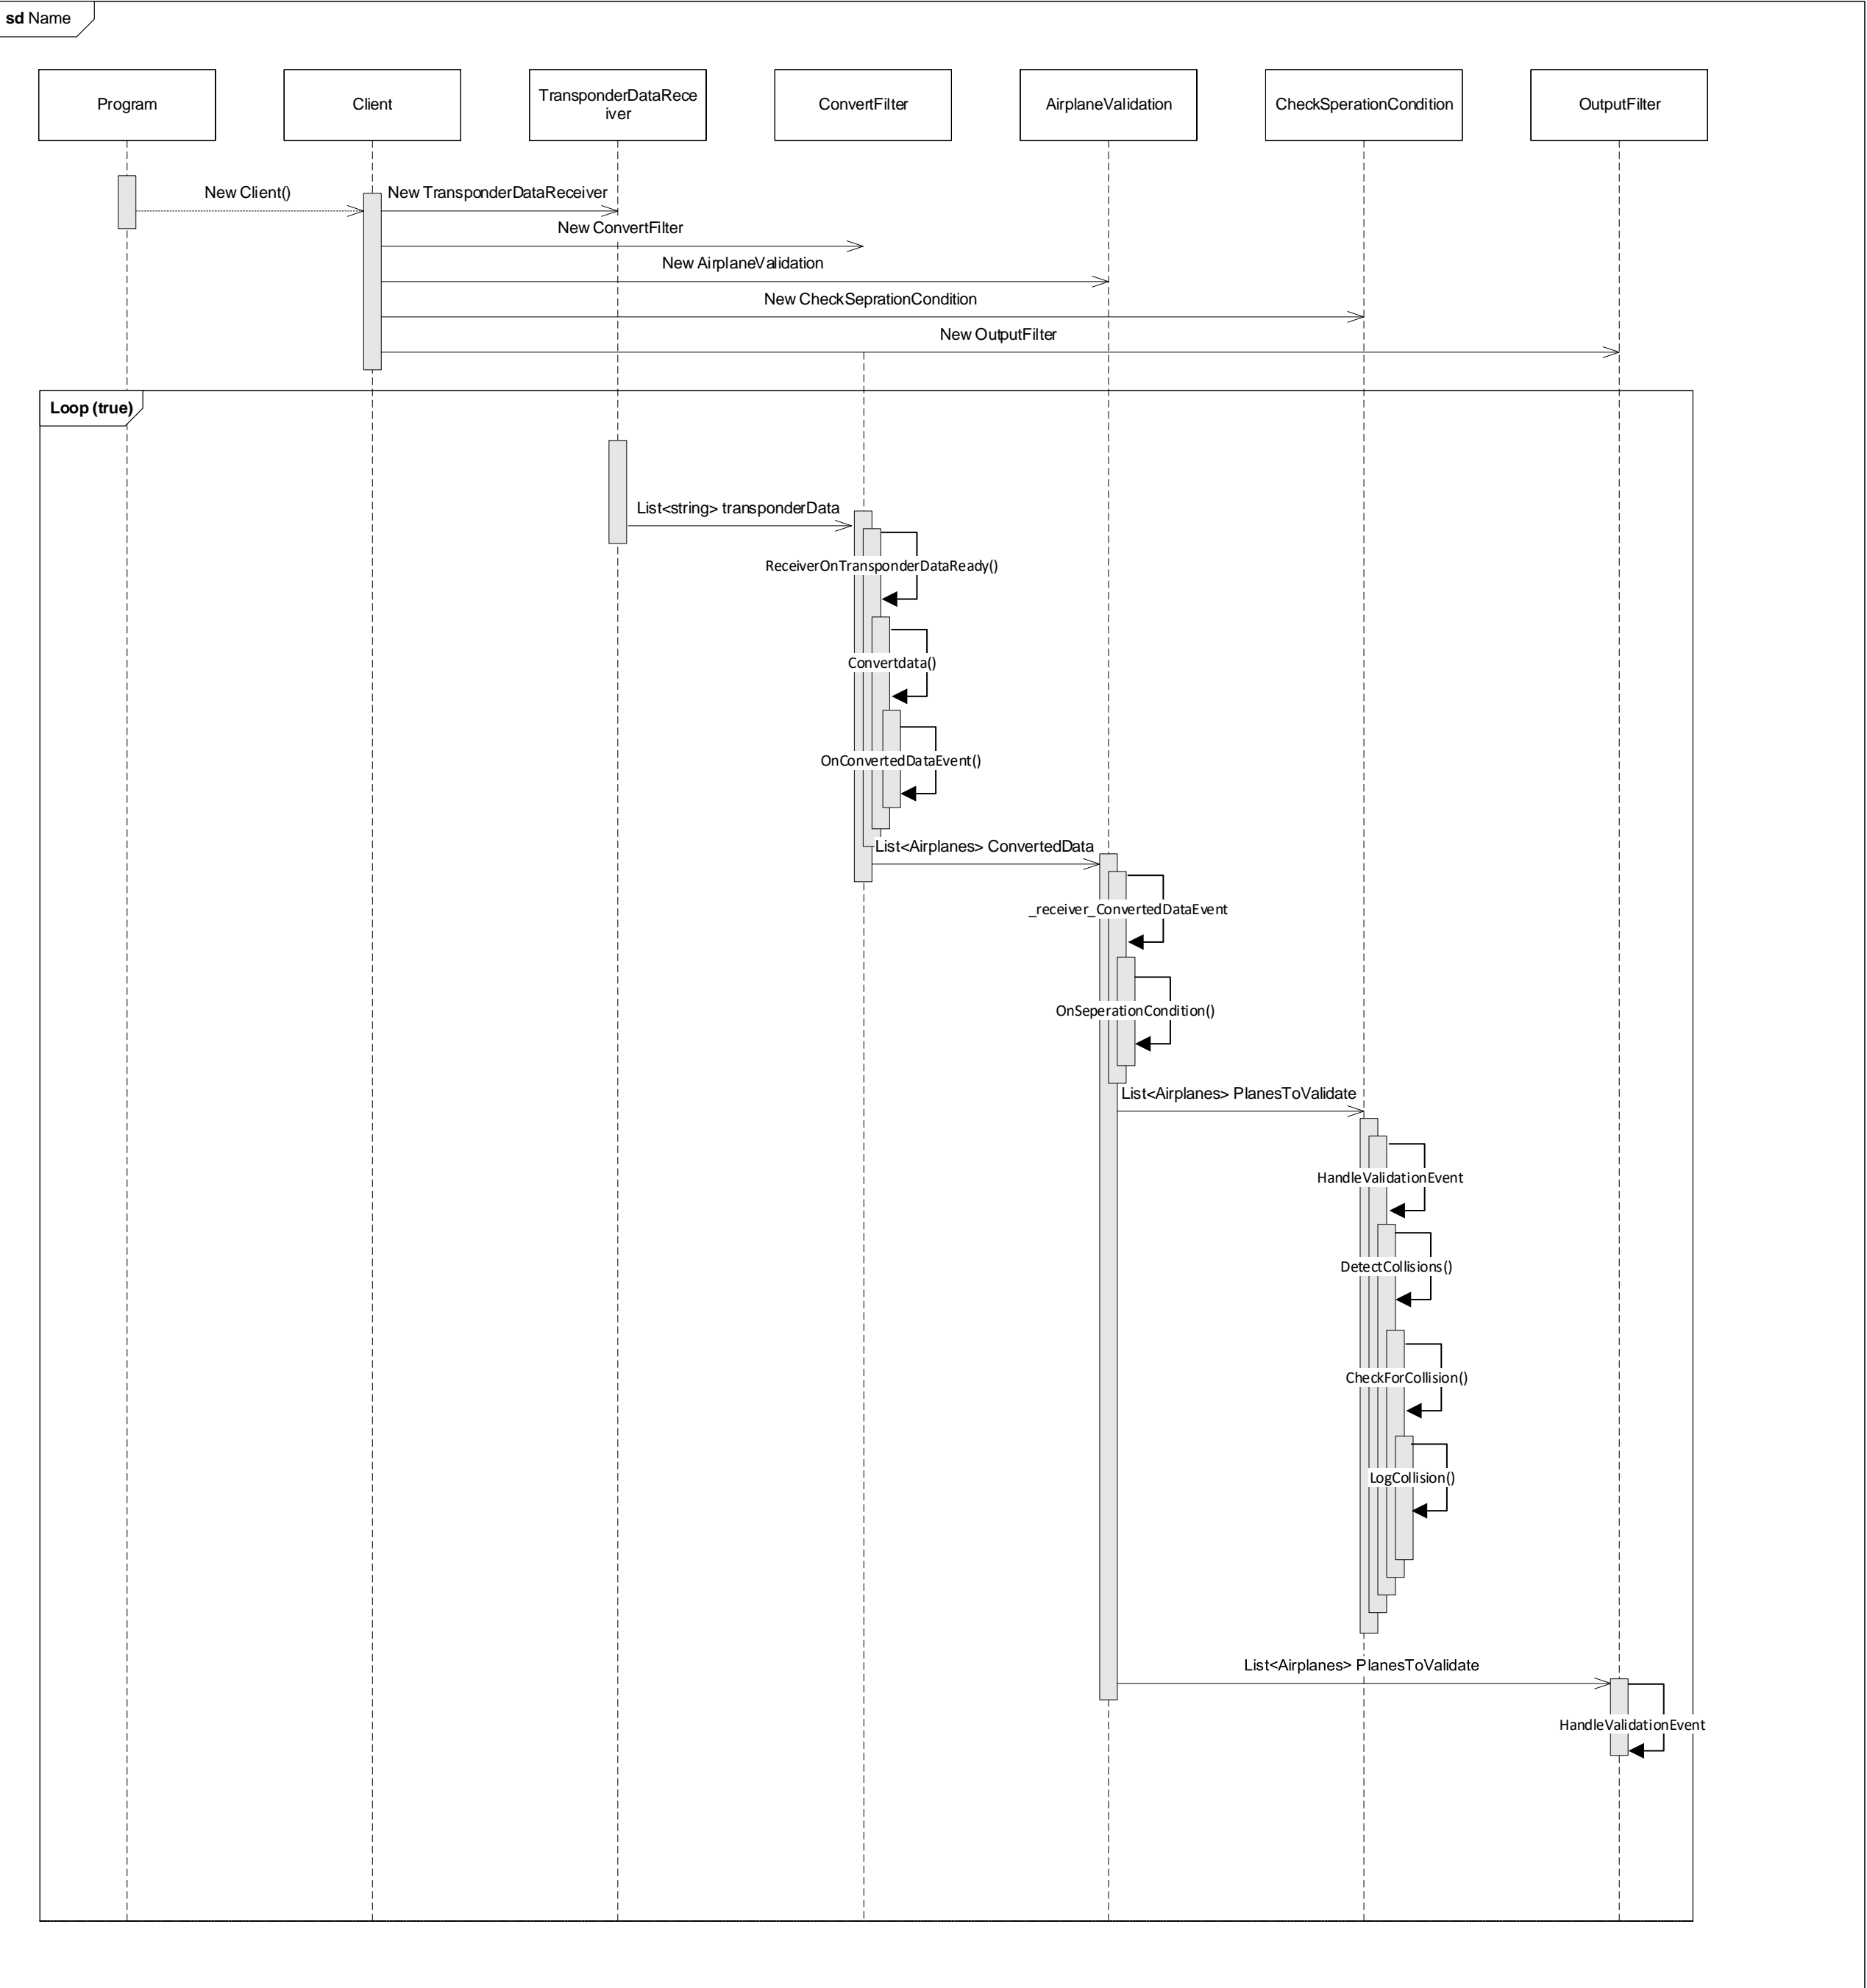 sd Name
Program
Client
TransponderDataRece
iver
ConvertFilter
AirplaneValidation
CheckSperationCondition
OutputFilter
New Client()
New TransponderDataReceiver
New ConvertFilter
New AirplaneValidation
New CheckSeprationCondition
New OutputFilter
Loop (true)
List<string> transponderData
ReceiverOnTransponderDataReady()
Convertdata()
OnConvertedDataEvent()
List<Airplanes> ConvertedData
_receiver_ConvertedDataEvent
OnSeperationCondition()
List<Airplanes> PlanesToValidate
HandleValidationEvent
DetectCollisions()
CheckForCollision()
LogCollision()
List<Airplanes> PlanesToValidate
HandleValidationEvent